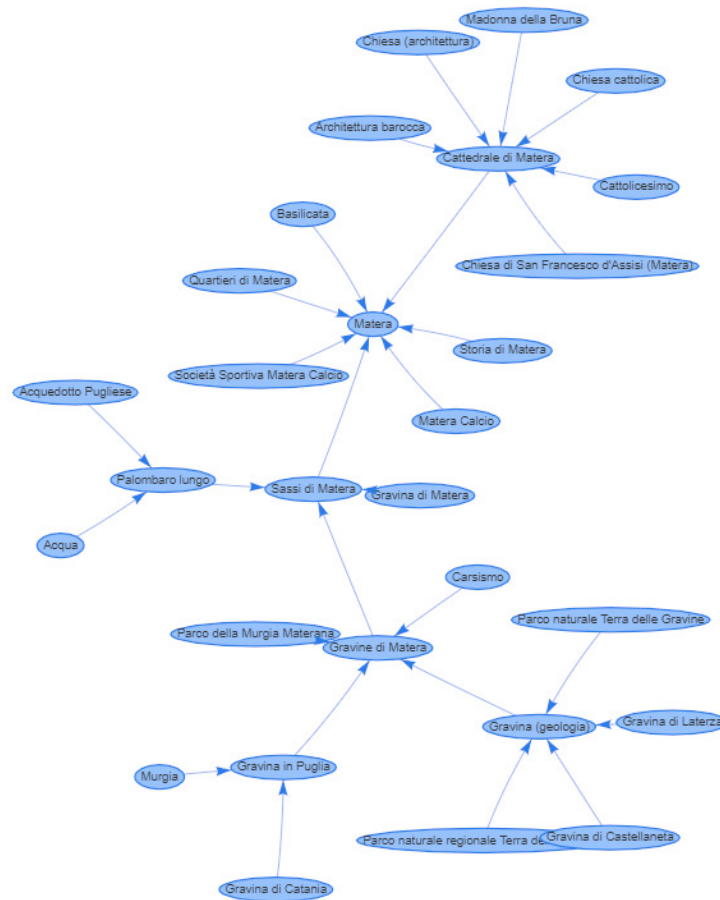 Madonna della Bruna
Chiesa (architettura)
Chiesa cattolica
Architettura barocca
Cattedrale di Matera
Cattolicesimo
Basilicata
Chiesa di San Francesco d'Assisi (Matera)
Quartieri di Matera
Matera
Storia di Matera
Società Sportiva Matera Calcio
Acquedotto Pugliese
Matera Calcio
Palombaro lungo
Sassi di Matera
Gravina di Matera
Acqua
Carsismo
Parco naturale Terra delle Gravine
Parco della Murgia Materana
Gravine di Matera
Gravina di Laterza
Gravina (geologia)
Gravina in Puglia
Murgia
Parco naturale regionale Terra
Gravina di Castellaneta
Gravina di Catania